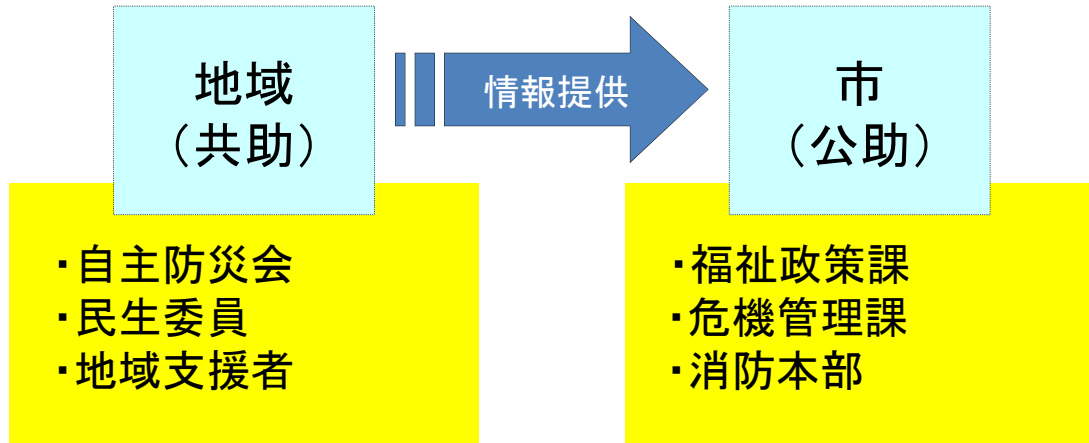 地域
（共助）
情報提供
市
（公助）
・自主防災会
・民生委員
・地域支援者
・福祉政策課
・危機管理課
・消防本部